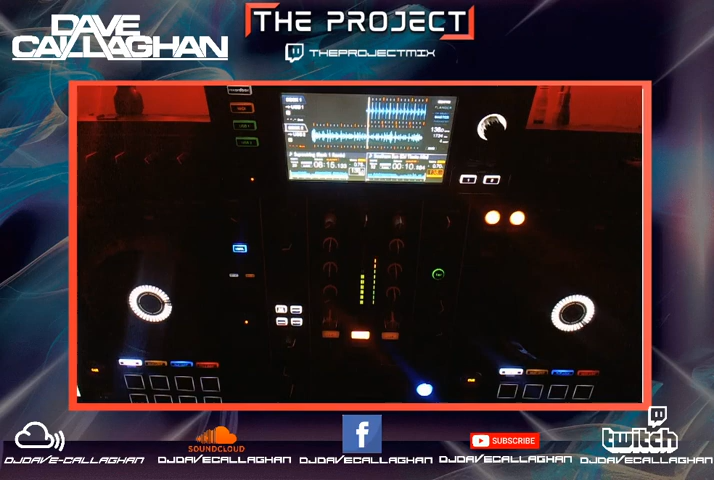 DAVE
CALLAGHAN
THE PROJECT
THEPROJECTMIX
SOUNDCLOUD
SUBSCRIBE
twitch
DJDAVE-CALLAGHAN
DJDAVECALLAGHAN
DJDAVECALLAGHAN
DJDAVECALLAGHAN
DJDAVECALLAGHAN